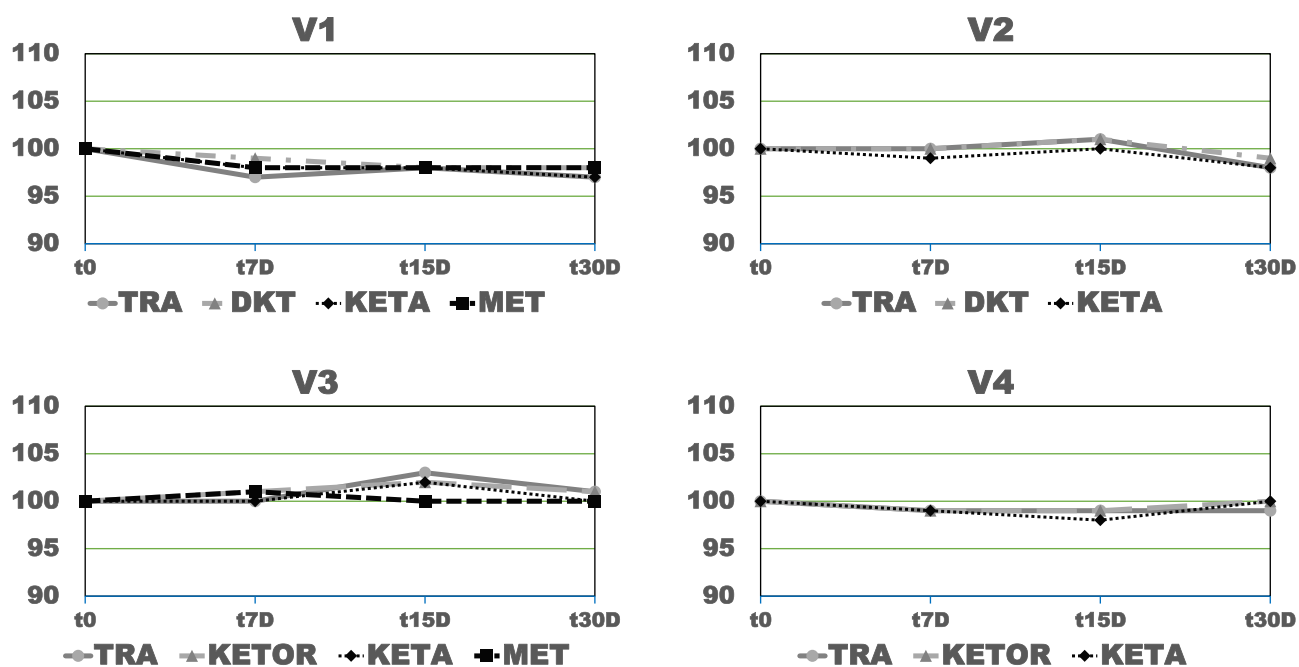 V1
110
105
100
95
90
t0 t7D t15D t30D
TRA DKT KETA MET
V2
110
105
100
95
90
t0 t7D t15D t30D
TRA DKT KETA
V3
110
105
100
95
90
t0 t7D t15D t30D
TRA KETOR KETA MET
V4
110
105
100
95
90
t0 t7D t15D t30D
TRA KETOR KETA